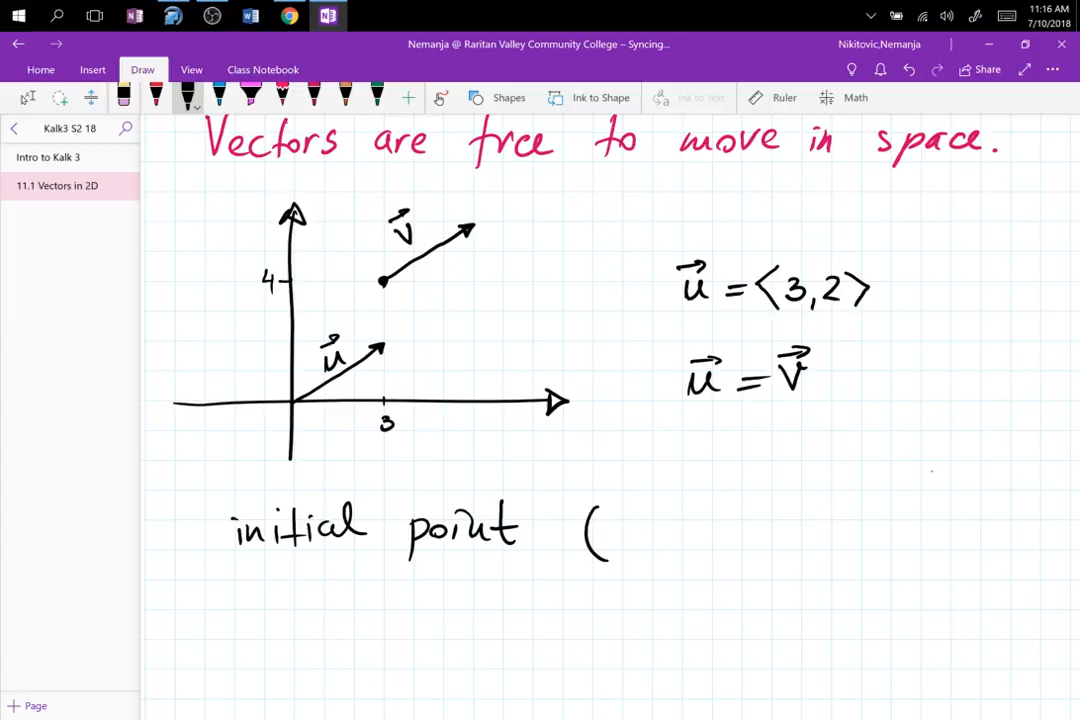 11:16 AM
7/10/2018
Nemanja @ Raritan Valley Community College – Syncing...
Nikitovic,Nemanja
Home Insert Draw View Class Notebook
Share
Shapes Ink to Shape Ink to Text Ruler Math
Kalk3 S2 18
Intro to Kalk 3
11.1 Vectors in 2D
Vectors are free to move in space.
v⃗
4
u⃗
3
u⃗ = ⟨3,2⟩
u⃗ = v⃗
initial point (
+ Page